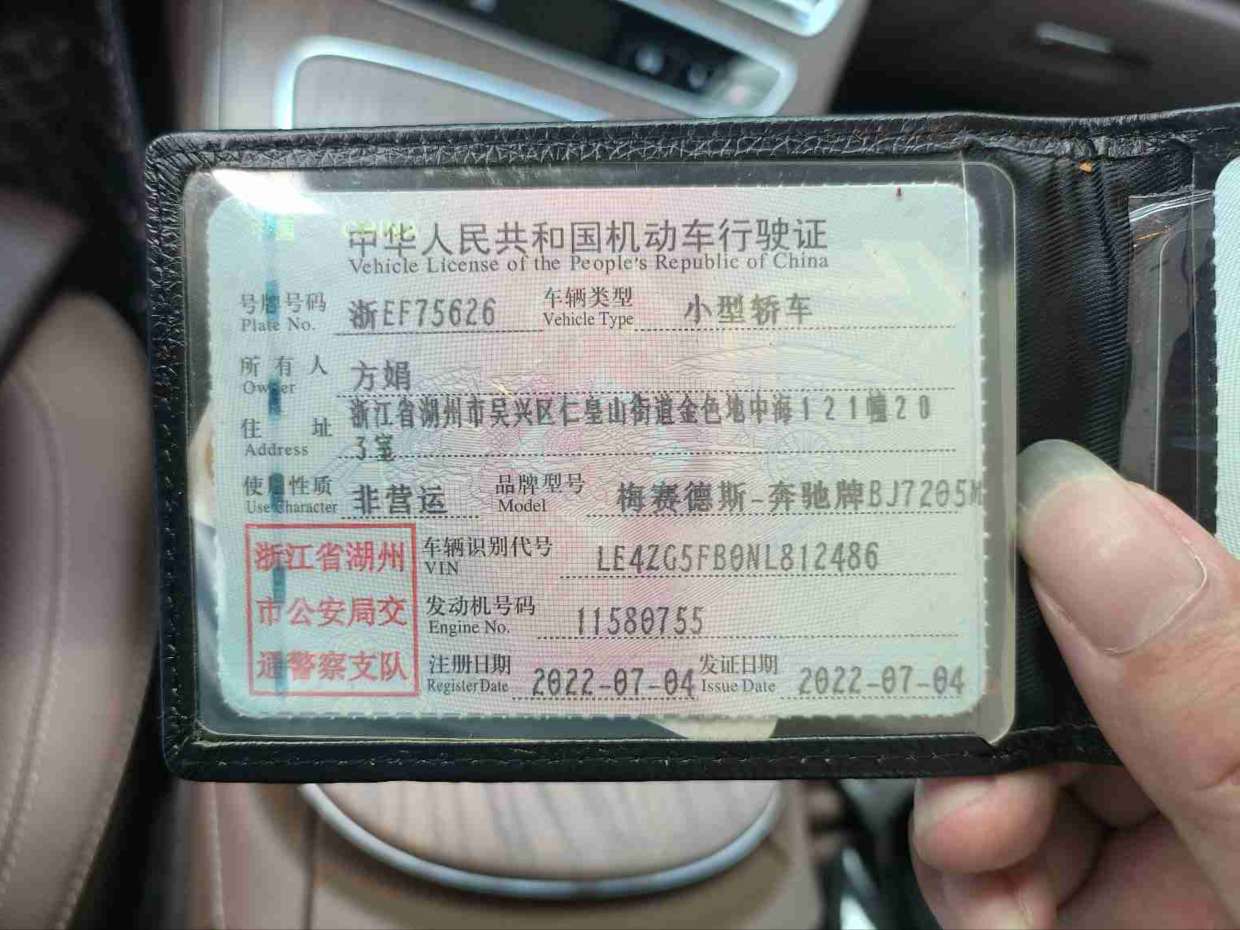 中华人民共和国机动车行驶证
Vehicle License of the People's Republic of China
号牌号码 浙EF75626 车辆类型 小型轿车
Plate No. Vehicle Type
所有人 方娟
Owner
浙江省湖州市吴兴区仁皇山街道金色地中海121幢20
住址 3室
Address
使用性质 非营运 品牌型号 梅赛德斯-奔驰牌BJ7205M
Use Character Model
浙江省湖州 车辆识别代号 LE4ZG5FB0NL812486
VIN
市公安局交 发动机号码 11580755
Engine No.
通警察支队 注册日期 2022-07-04 发证日期 2022-07-04
Register Date Issue Date